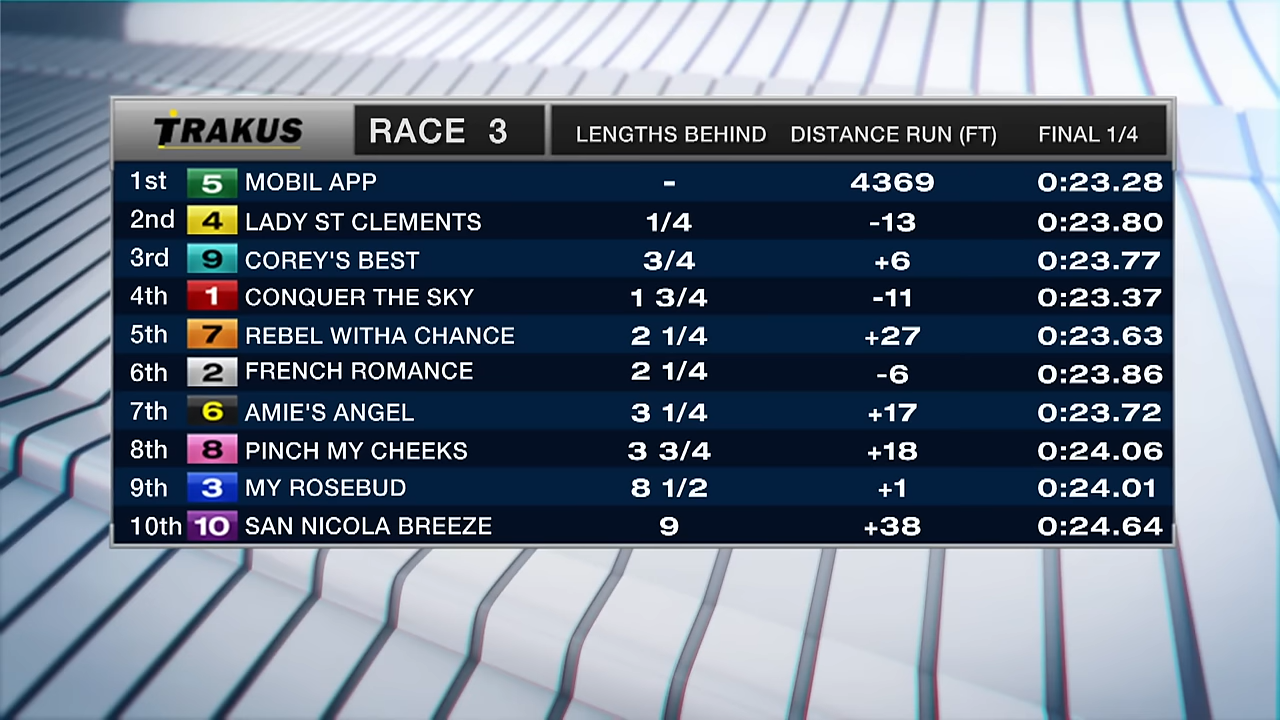 TRAKUS RACE 3 LENGTHS BEHIND DISTANCE RUN (FT) FINAL 1/4
1st 5 MOBIL APP - 4369 0:23.28
2nd 4 LADY ST CLEMENTS 1/4 -13 0:23.80
3rd 9 COREY'S BEST 3/4 +6 0:23.77
4th 1 CONQUER THE SKY 1 3/4 -11 0:23.37
5th 7 REBEL WITHA CHANCE 2 1/4 +27 0:23.63
6th 2 FRENCH ROMANCE 2 1/4 -6 0:23.86
7th 6 AMIE'S ANGEL 3 1/4 +17 0:23.72
8th 8 PINCH MY CHEEKS 3 3/4 +18 0:24.06
9th 3 MY ROSEBUD 8 1/2 +1 0:24.01
10th 10 SAN NICOLA BREEZE 9 +38 0:24.64